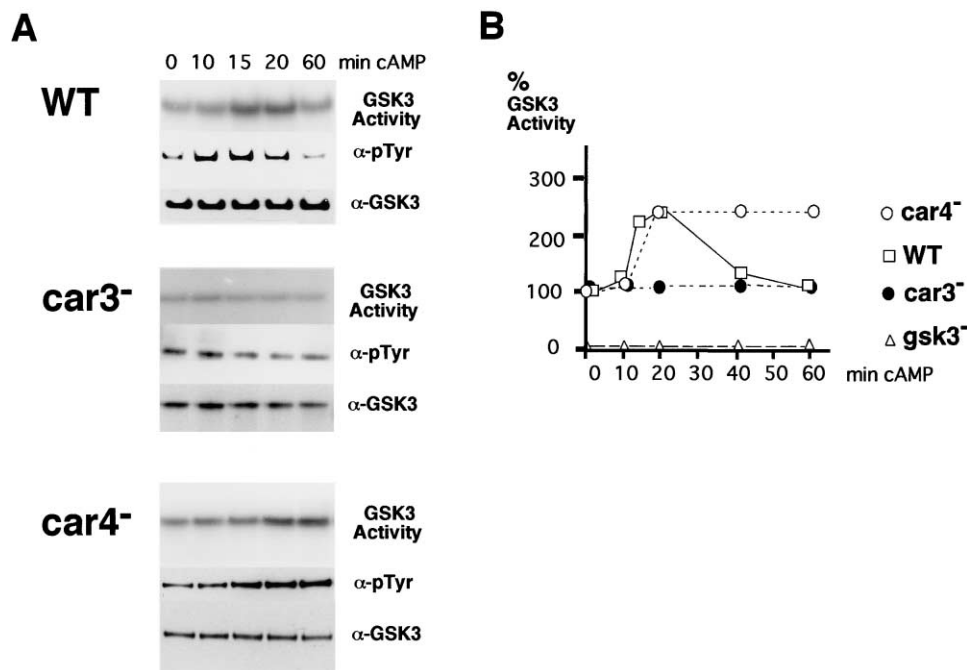 A
0 10 15 20 60 min cAMP
WT
GSK3
Activity
α-pTyr
α-GSK3
car3-
GSK3
Activity
α-pTyr
α-GSK3
car4-
GSK3
Activity
α-pTyr
α-GSK3
B
%
GSK3
Activity
300
200
100
0
0 10 20 30 40 50 60 min cAMP
car4-
WT
car3-
gsk3-